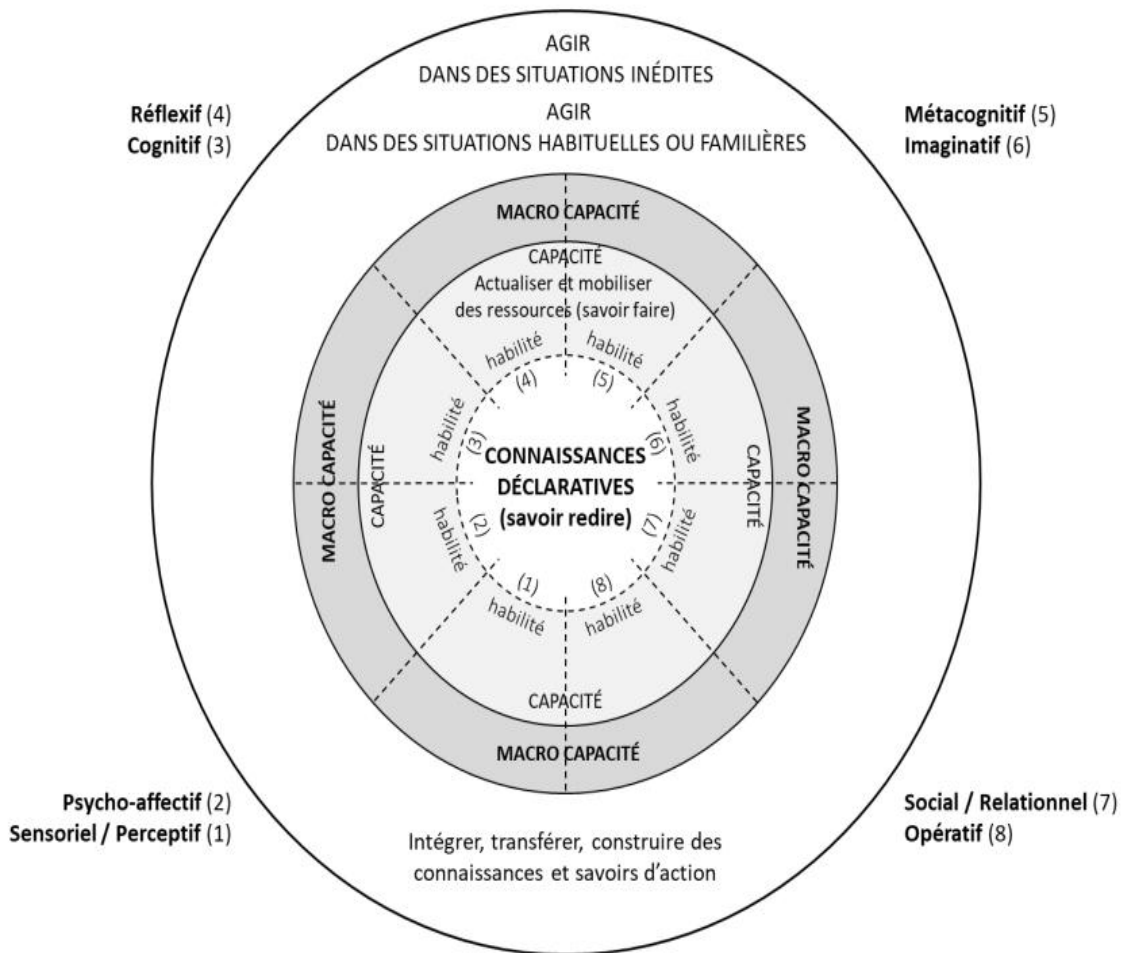 AGIR
DANS DES SITUATIONS INÉDITES
AGIR
DANS DES SITUATIONS HABITUELLES OU FAMILIÈRES
Réflexif (4)
Cognitif (3)
Métacognitif (5)
Imaginatif (6)
MACRO CAPACITÉ
CAPACITÉ
Actualiser et mobiliser
des ressources (savoir faire)
habilité
habilité
(4)
(5)
habilité
habilité
(3)
(6)
MACRO CAPACITÉ
CAPACITÉ
CONNAISSANCES
DÉCLARATIVES
(savoir redire)
CAPACITÉ
MACRO CAPACITÉ
(2)
(7)
habilité
habilité
(1)
(8)
habilité
habilité
CAPACITÉ
MACRO CAPACITÉ
Psycho-affectif (2)
Sensoriel / Perceptif (1)
Social / Relationnel (7)
Opératif (8)
Intégrer, transférer, construire des
connaissances et savoirs d’action